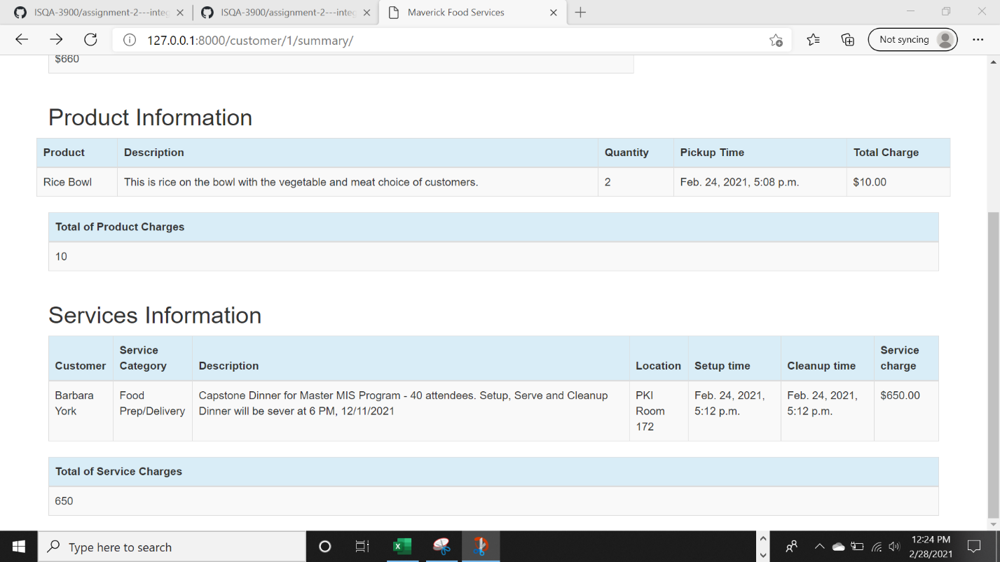 ISQA-3900/assignment-2---integ
ISQA-3900/assignment-2---integ
Maverick Food Services
127.0.0.1:8000/customer/1/summary/
Not syncing
$660
Product Information
Product Description Quantity Pickup Time Total Charge
Rice Bowl This is rice on the bowl with the vegetable and meat choice of customers. 2 Feb. 24, 2021, 5:08 p.m. $10.00
Total of Product Charges
10
Services Information
Customer Service Category Description Location Setup time Cleanup time Service charge
Barbara York Food Prep/Delivery Capstone Dinner for Master MIS Program - 40 attendees. Setup, Serve and Cleanup Dinner will be sever at 6 PM, 12/11/2021 PKI Room 172 Feb. 24, 2021, 5:12 p.m. Feb. 24, 2021, 5:12 p.m. $650.00
Total of Service Charges
650
Type here to search
12:24 PM
2/28/2021